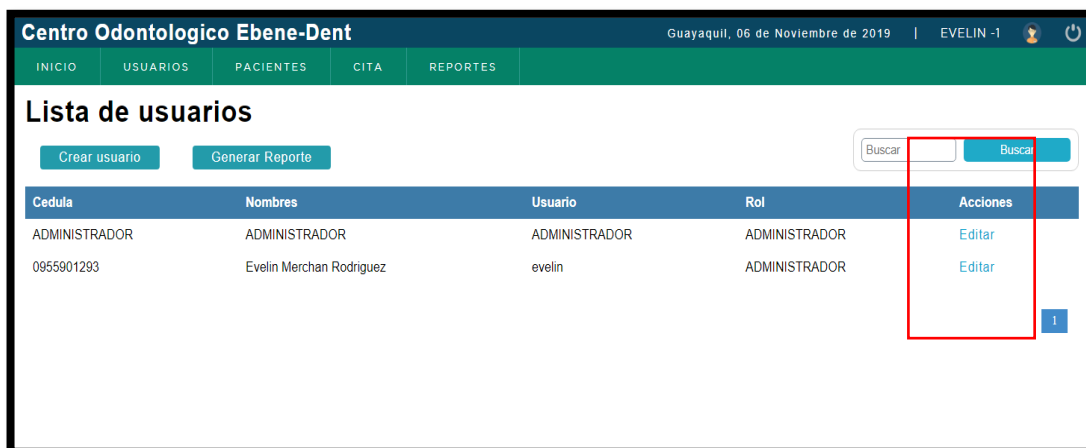 Centro Odontologico Ebene-Dent Guayaquil, 06 de Noviembre de 2019 | EVELIN -1
INICIO USUARIOS PACIENTES CITA REPORTES
Lista de usuarios
Crear usuario Generar Reporte Buscar Buscar
Cedula Nombres Usuario Rol Acciones
ADMINISTRADOR ADMINISTRADOR ADMINISTRADOR ADMINISTRADOR Editar
0955901293 Evelin Merchan Rodriguez evelin ADMINISTRADOR Editar
1